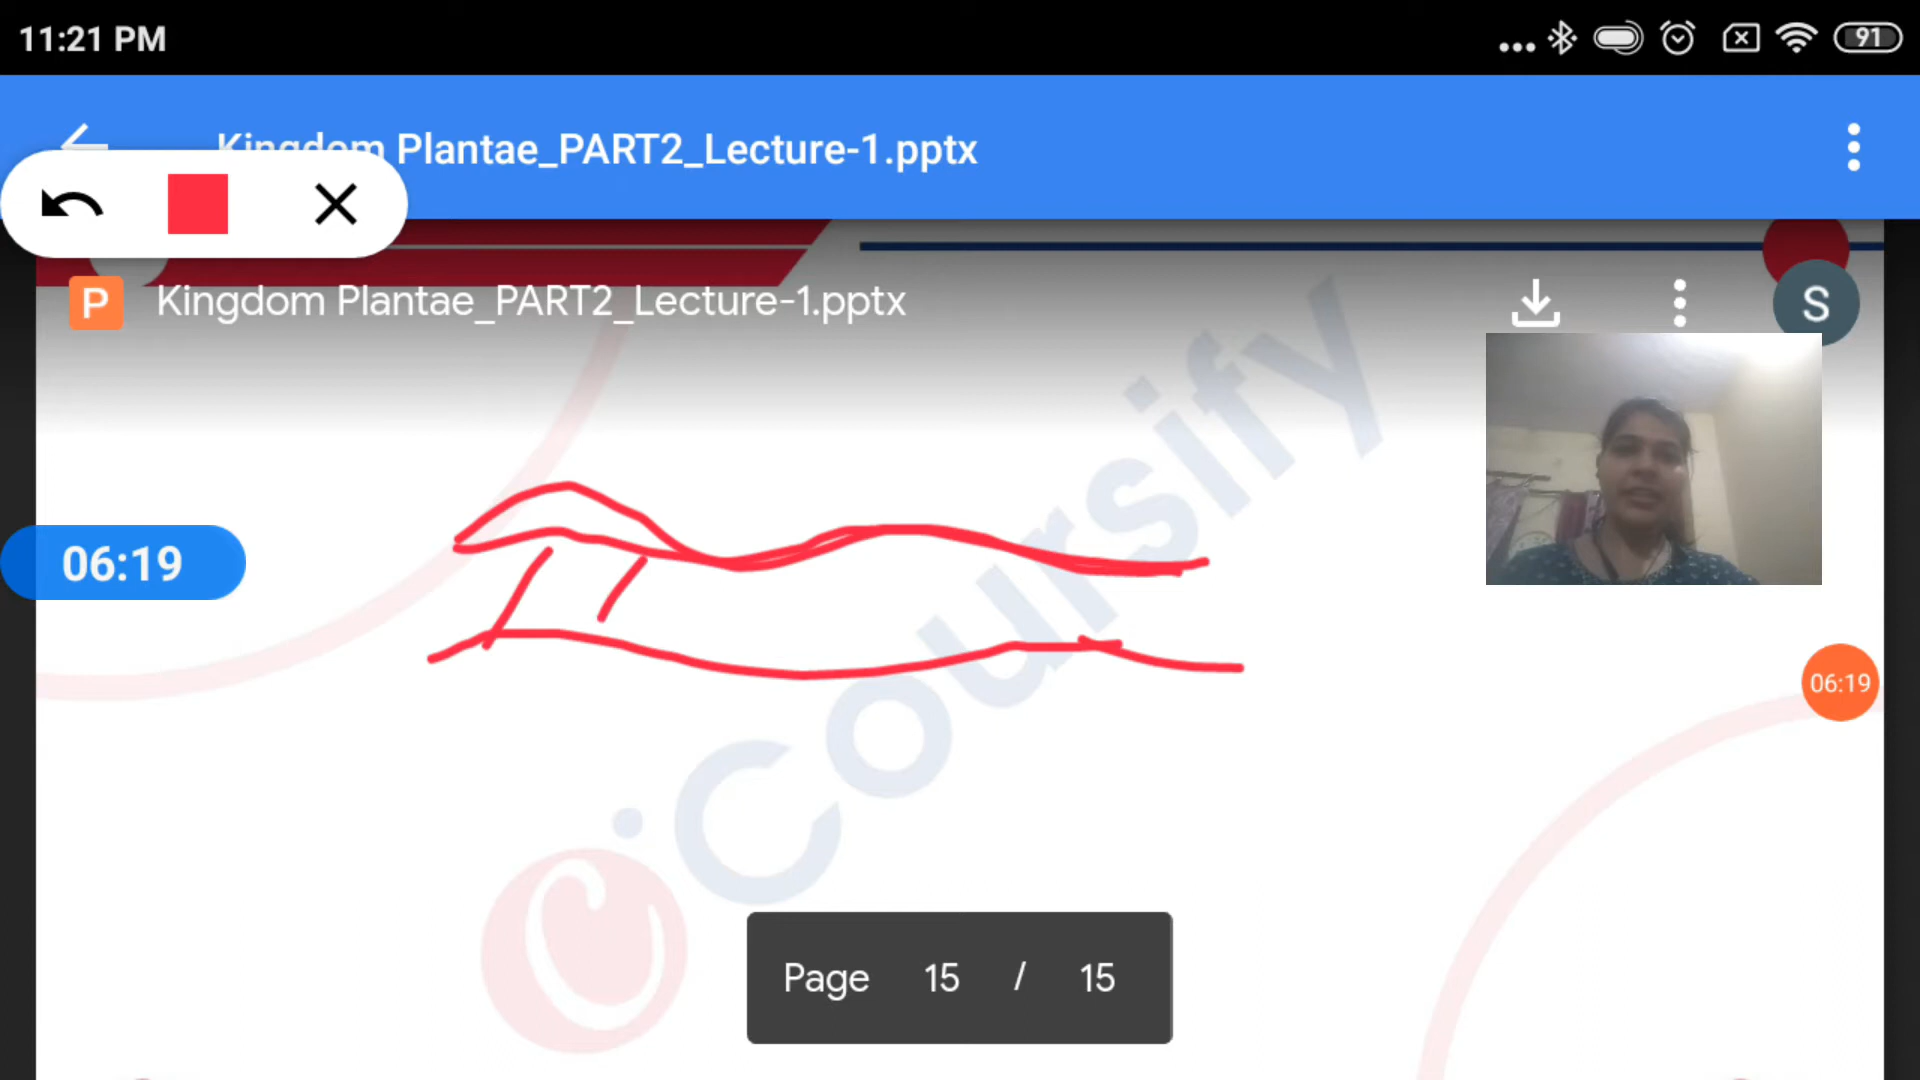 11:21 PM
91
Kingdom Plantae_PART2_Lecture-1.pptx
P
Kingdom Plantae_PART2_Lecture-1.pptx
S
06:19
06:19
Coursify
Page 15 / 15